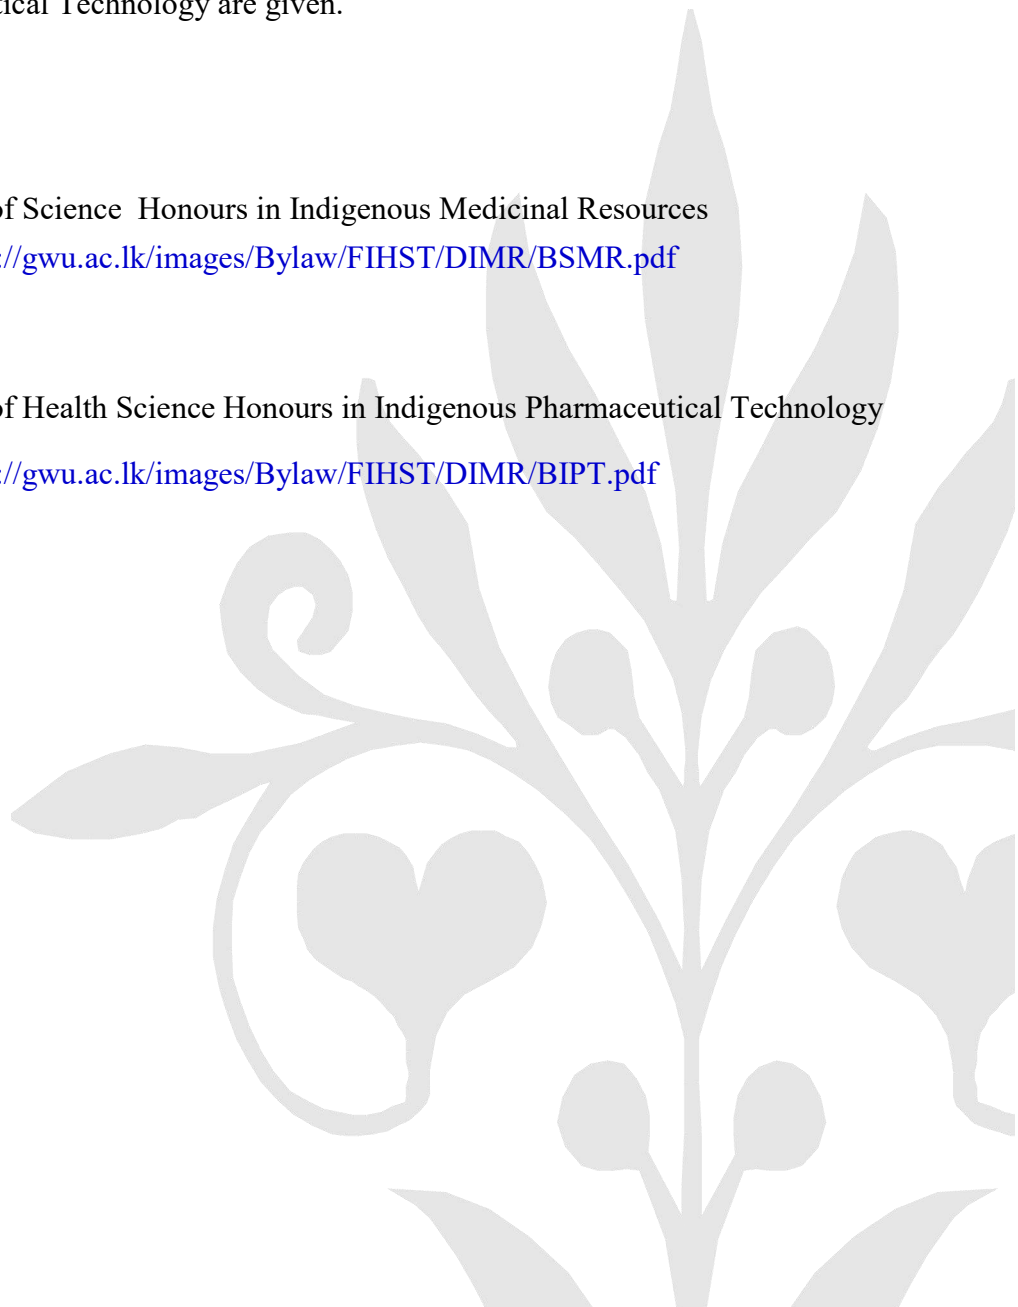 tical Technology are given.
of Science Honours in Indigenous Medicinal Resources
://gwu.ac.lk/images/Bylaw/FIHST/DIMR/BSMR.pdf
of Health Science Honours in Indigenous Pharmaceutical Technology
://gwu.ac.lk/images/Bylaw/FIHST/DIMR/BIPT.pdf